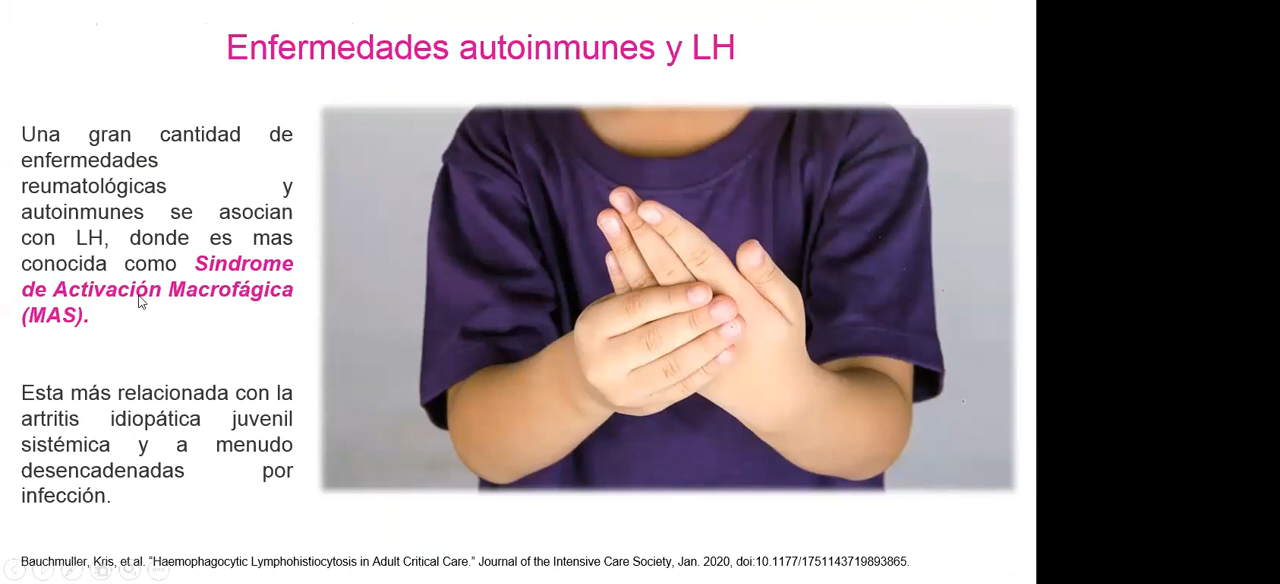 Enfermedades autoinmunes y LH
Una gran cantidad de
enfermedades
reumatológicas y
autoinmunes se asocian
con LH, donde es mas
conocida como Sindrome
de Activación Macrofágica
(MAS).
Esta más relacionada con la
artritis idiopática juvenil
sistémica y a menudo
desencadenadas por
infección.
Bauchmuller, Kris, et al. “Haemophagocytic Lymphohistiocytosis in Adult Critical Care.” Journal of the Intensive Care Society, Jan. 2020, doi:10.1177/1751143719893865.